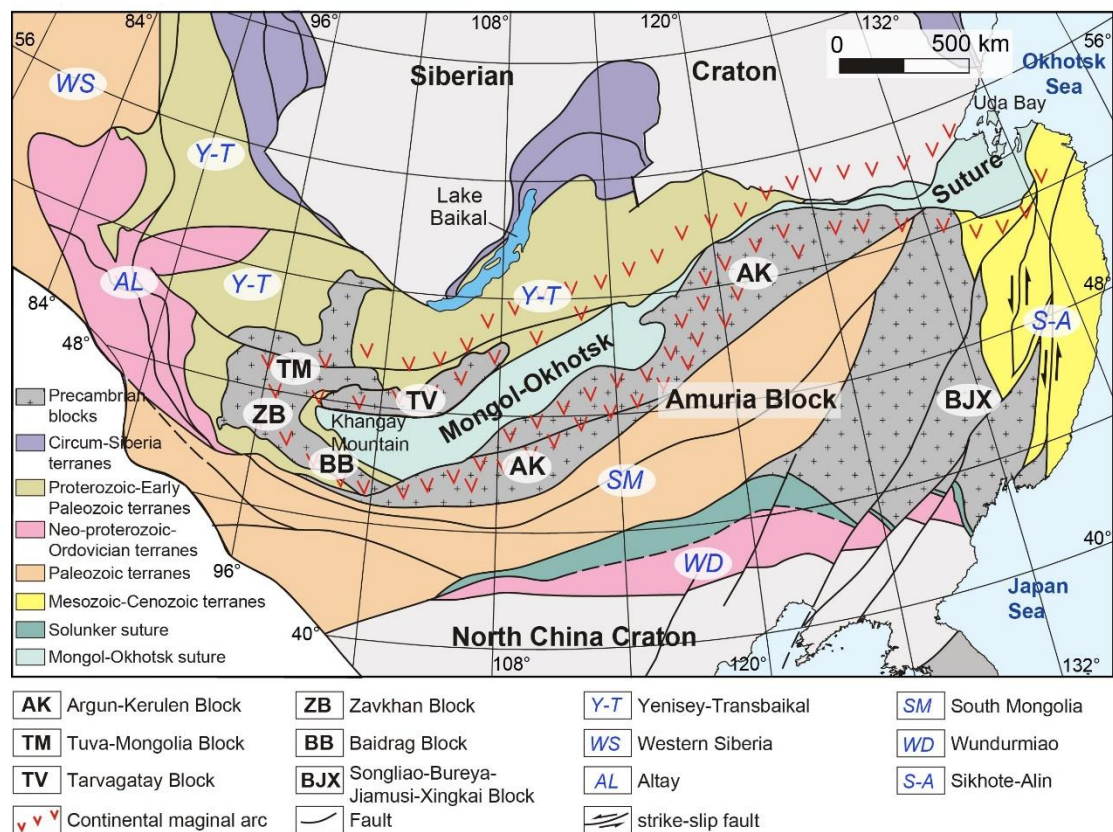 84°
96°
108°
120°
132°
56
56°
0 500 km
Okhotsk
Sea
Siberian
Craton
WS
Uda Bay
Y-T
Suture
Lake
Baikal
AL
Y-T
Y-T
AK
84°
48°
48°
S-A
TM
TV
Mongol-Okhotsk
Amuria Block
BJX
ZB
Khangay
Mountain
BB
AK
SM
Precambrian
blocks
Circum-Siberia
terranes
Proterozoic-Early
Paleozoic terranes
Neo-proterozoic-
Ordovician terranes
Paleozoic terranes
Mesozoic-Cenozoic terranes
Solunker suture
Mongol-Okhotsk suture
96°
40°
40°
WD
Japan
Sea
North China Craton
108°
120°
132°
AK Argun-Kerulen Block
ZB Zavkhan Block
Y-T Yenisey-Transbaikal
SM South Mongolia
TM Tuva-Mongolia Block
BB Baidrag Block
WS Western Siberia
WD Wundurmiao
TV Tarvagatay Block
BJX Songliao-Bureya-
Jiamusi-Xingkai Block
AL Altay
S-A Sikhote-Alin
Continental maginal arc
Fault
strike-slip fault